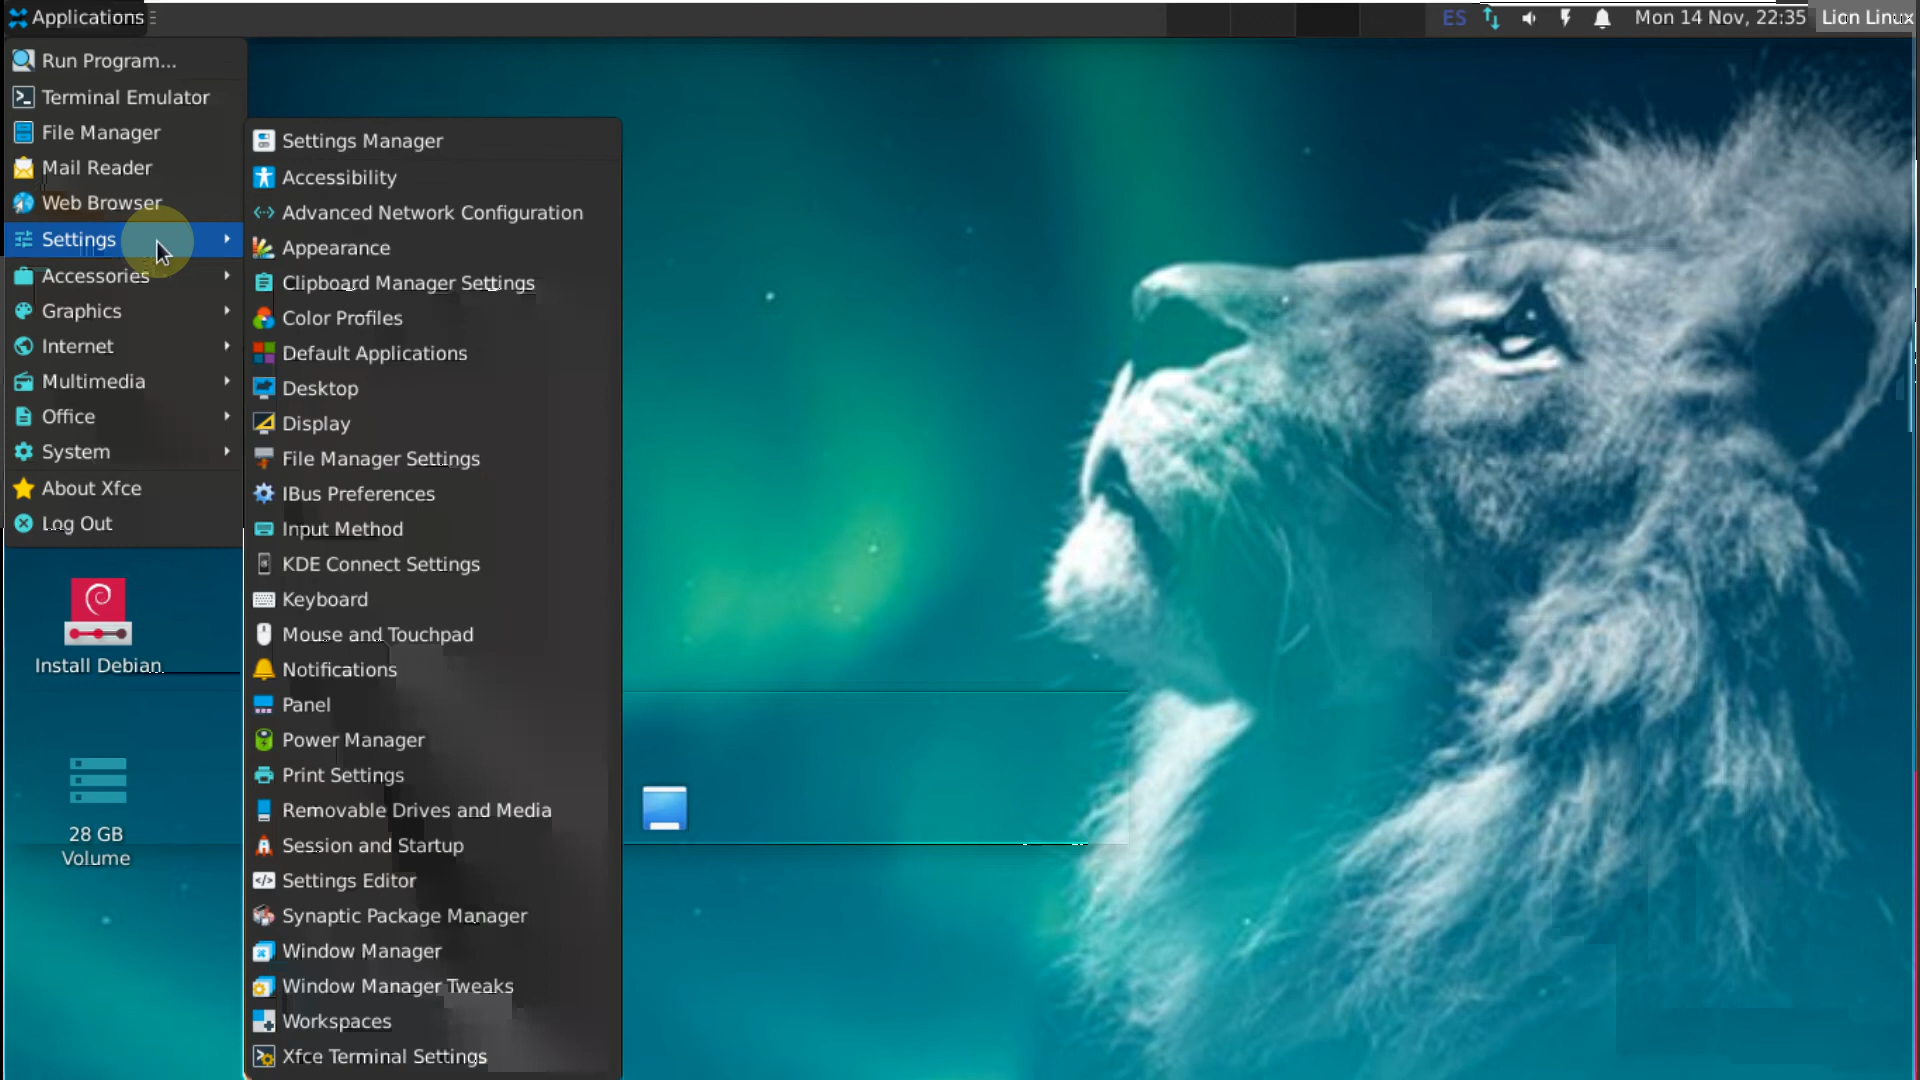 Applications
ES
Mon 14 Nov, 22:35
Lion Linux
Run Program...
Terminal Emulator
File Manager
Mail Reader
Web Browser
Settings
Accessories
Graphics
Internet
Multimedia
Office
System
About Xfce
Log Out
Settings Manager
Accessibility
Advanced Network Configuration
Appearance
Clipboard Manager Settings
Color Profiles
Default Applications
Desktop
Display
File Manager Settings
IBus Preferences
Input Method
KDE Connect Settings
Keyboard
Mouse and Touchpad
Notifications
Panel
Power Manager
Print Settings
Removable Drives and Media
Session and Startup
Settings Editor
Synaptic Package Manager
Window Manager
Window Manager Tweaks
Workspaces
Xfce Terminal Settings
Install Debian
28 GB
Volume